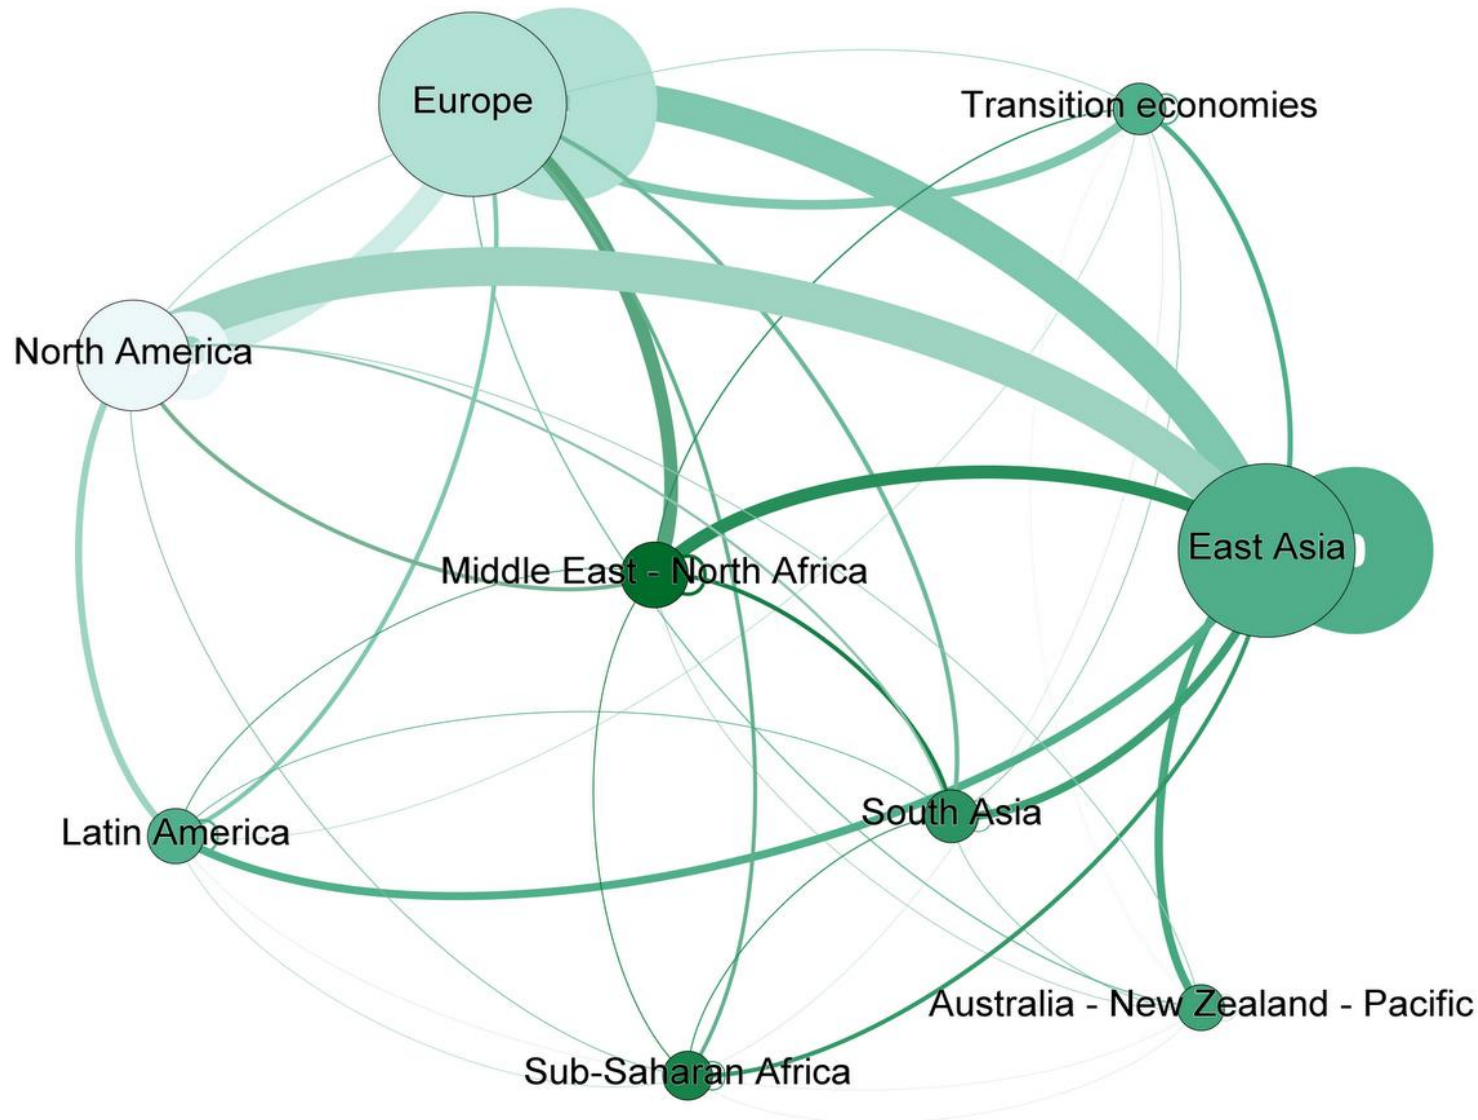 Europe
Transition economies
North America
East Asia
Middle East - North Africa
South Asia
Latin America
Australia - New Zealand - Pacific
Sub-Saharan Africa